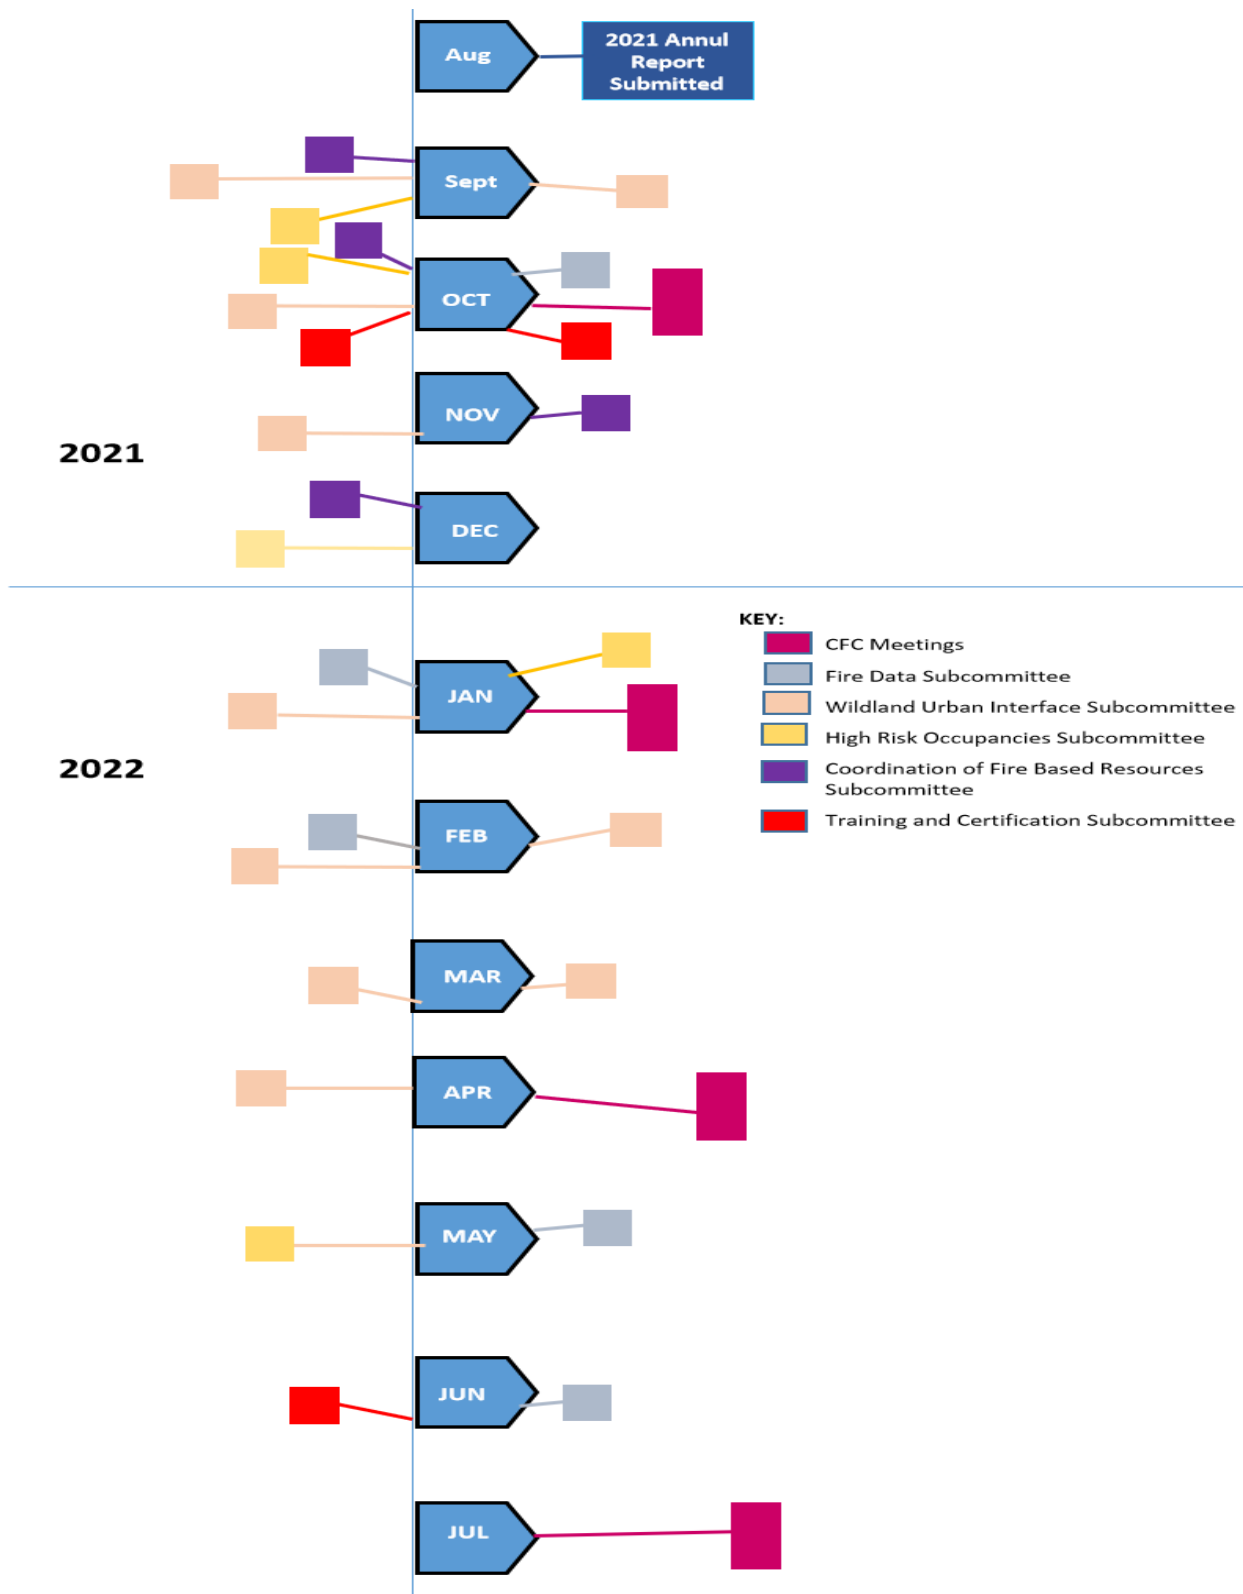 Aug
2021 Annul
Report
Submitted
Sept
OCT
NOV
2021
DEC
KEY:
CFC Meetings
Fire Data Subcommittee
Wildland Urban Interface Subcommittee
High Risk Occupancies Subcommittee
Coordination of Fire Based Resources
Subcommittee
Training and Certification Subcommittee
JAN
2022
FEB
MAR
APR
MAY
JUN
JUL